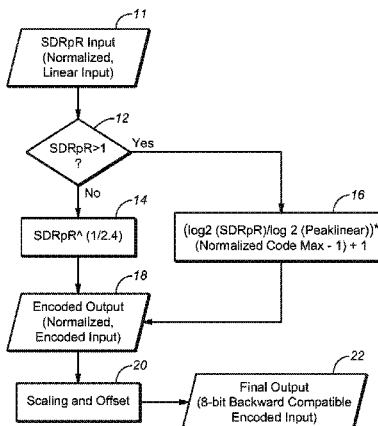 11
SDRpR Input
(Normalized,
Linear Input)
12
SDRpR>1
?
Yes
No
14
SDRpR^ (1/2.4)
16
(log2 (SDRpR)/log 2 (Peaklinear))*
(Normalized Code Max - 1) + 1
18
Encoded Output
(Normalized,
Encoded Input)
20
Scaling and Offset
22
Final Output
(8-bit Backward Compatible
Encoded Input)